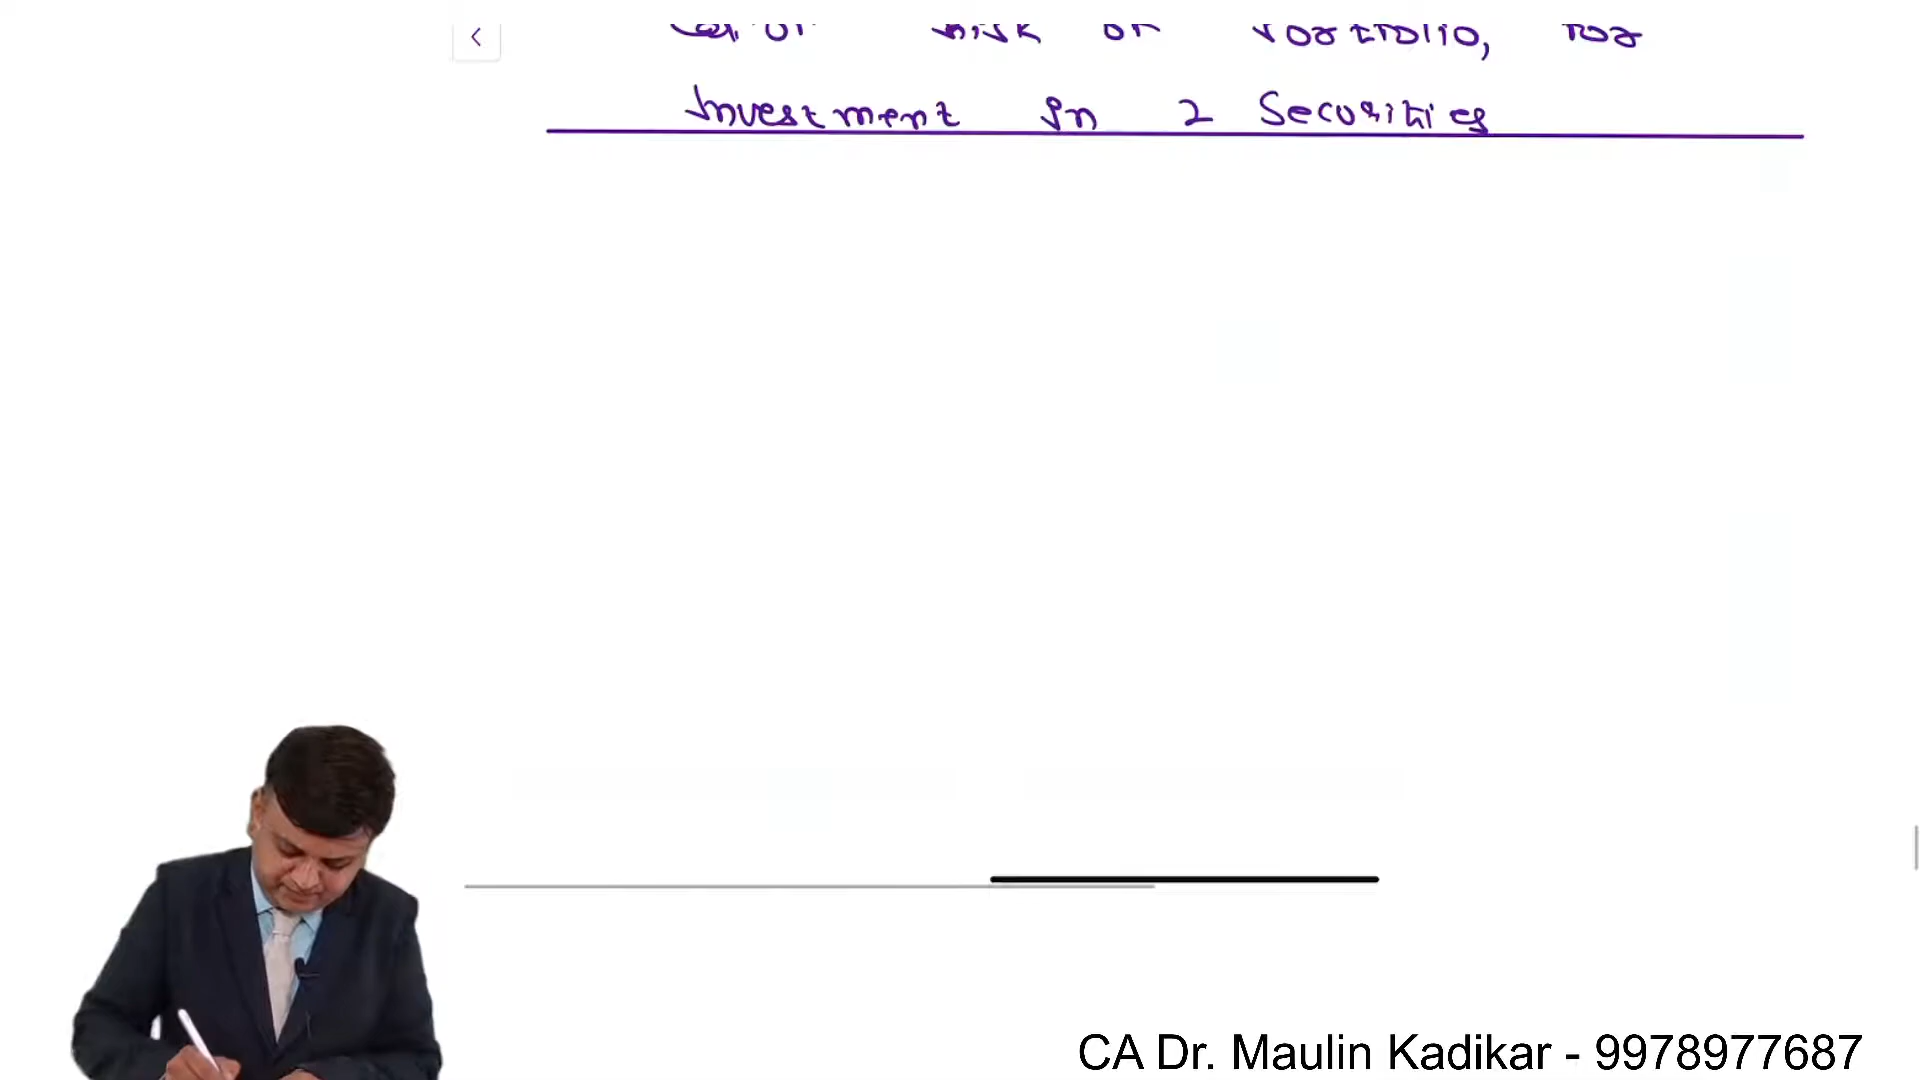 Risk of Portfolio, for
Investment in 2 Securities
CA Dr. Maulin Kadikar - 9978977687